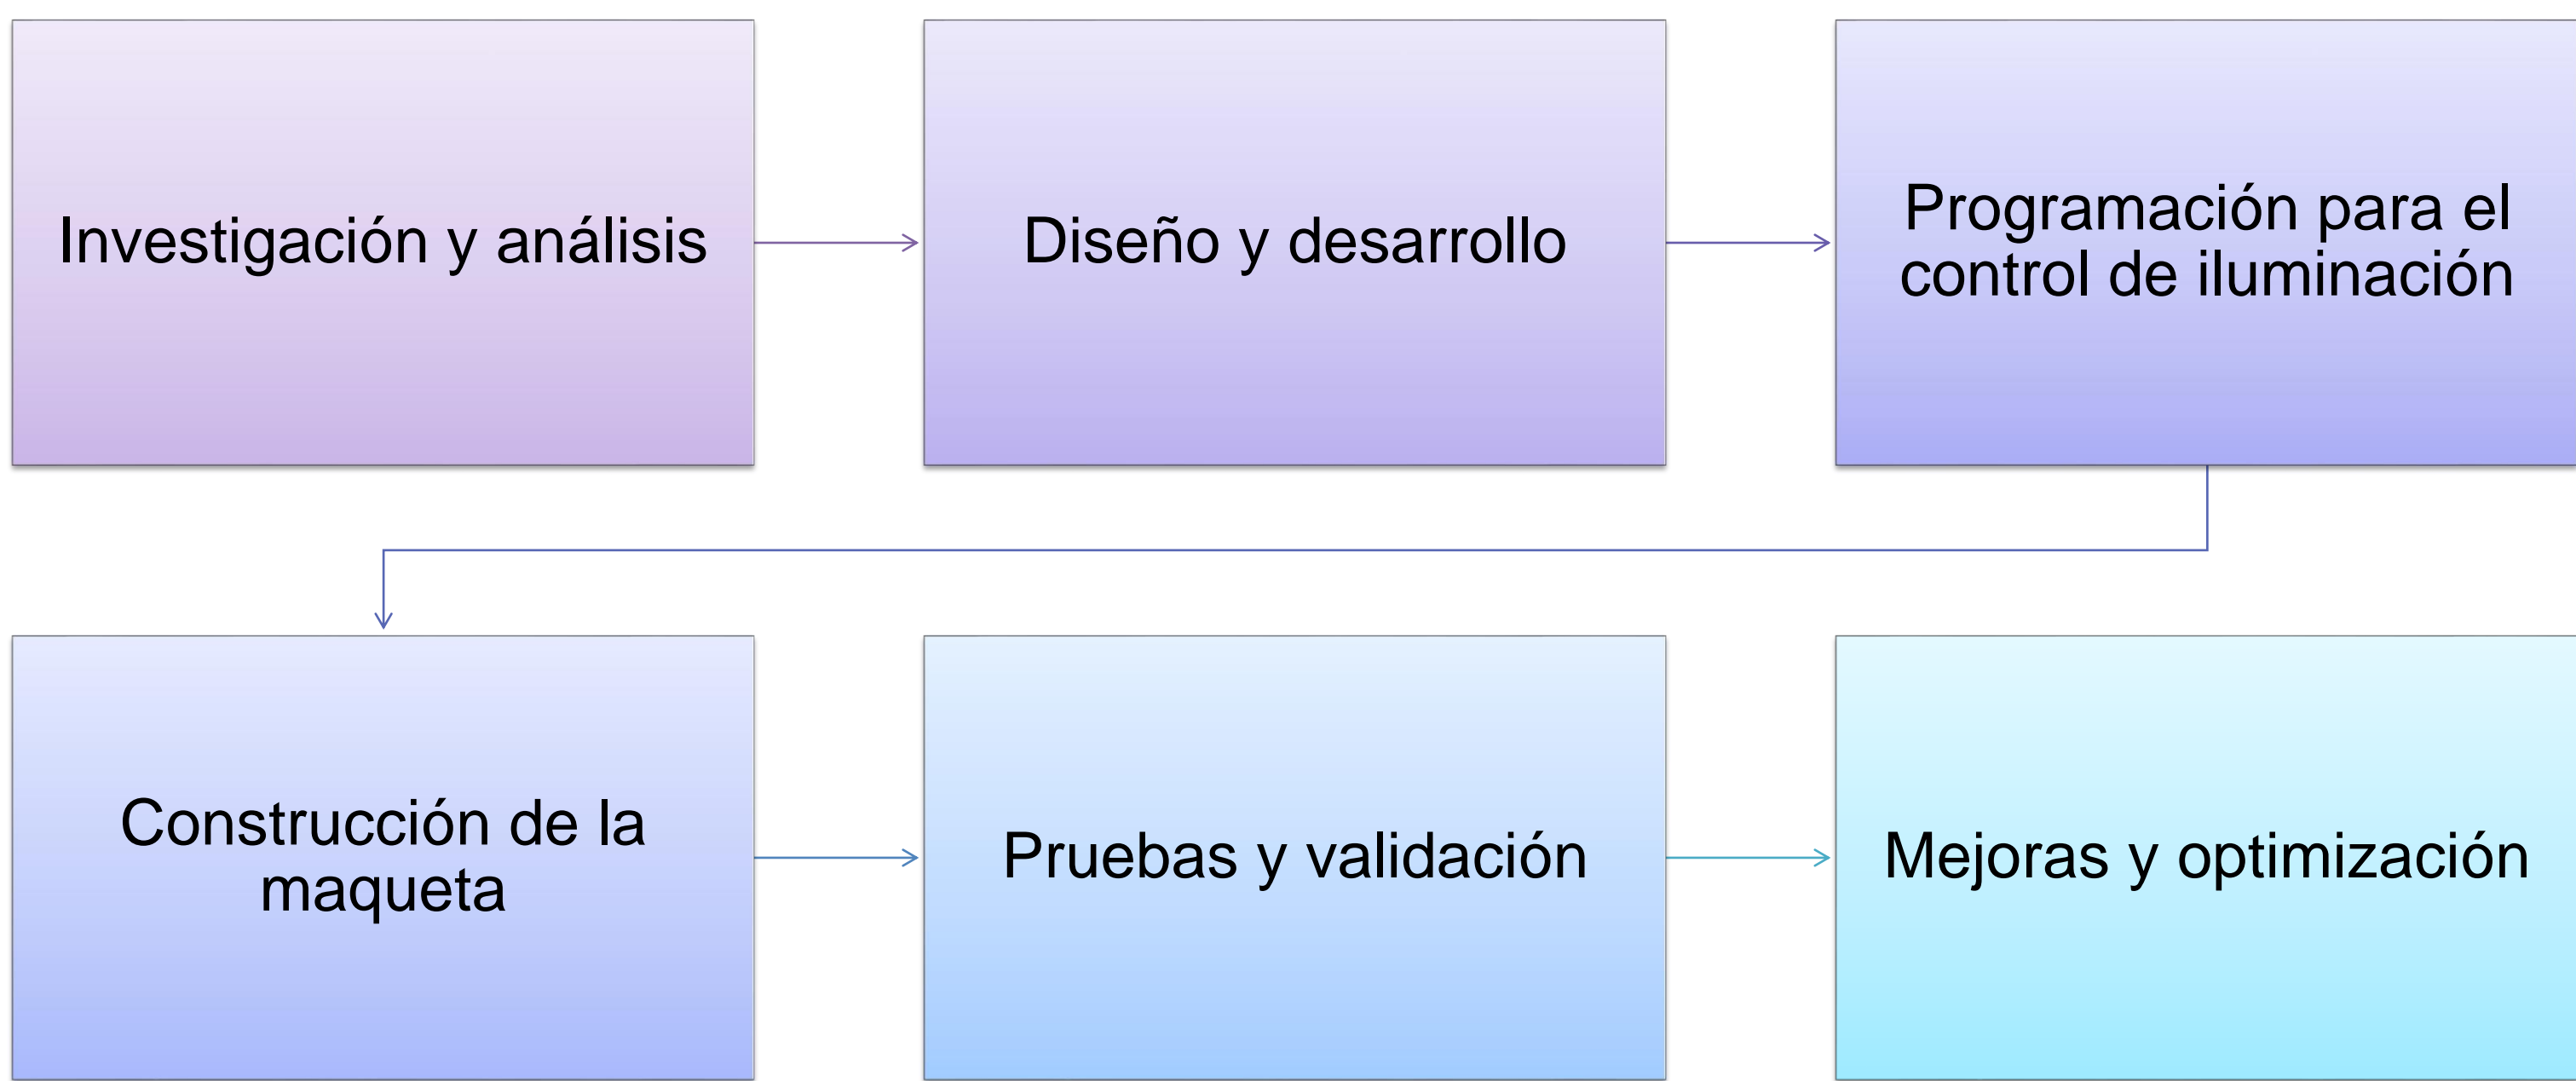 Investigación y análisis
Diseño y desarrollo
Programación para el
control de iluminación
Construcción de la
maqueta
Pruebas y validación
Mejoras y optimización